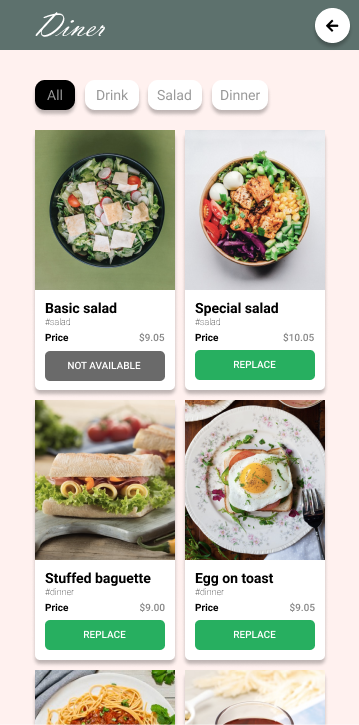 Diner
All Drink Salad Dinner
Basic salad
#salad
Price $9.05
NOT AVAILABLE
Special salad
#salad
Price $10.05
REPLACE
Stuffed baguette
#dinner
Price $9.00
REPLACE
Egg on toast
#dinner
Price $9.05
REPLACE